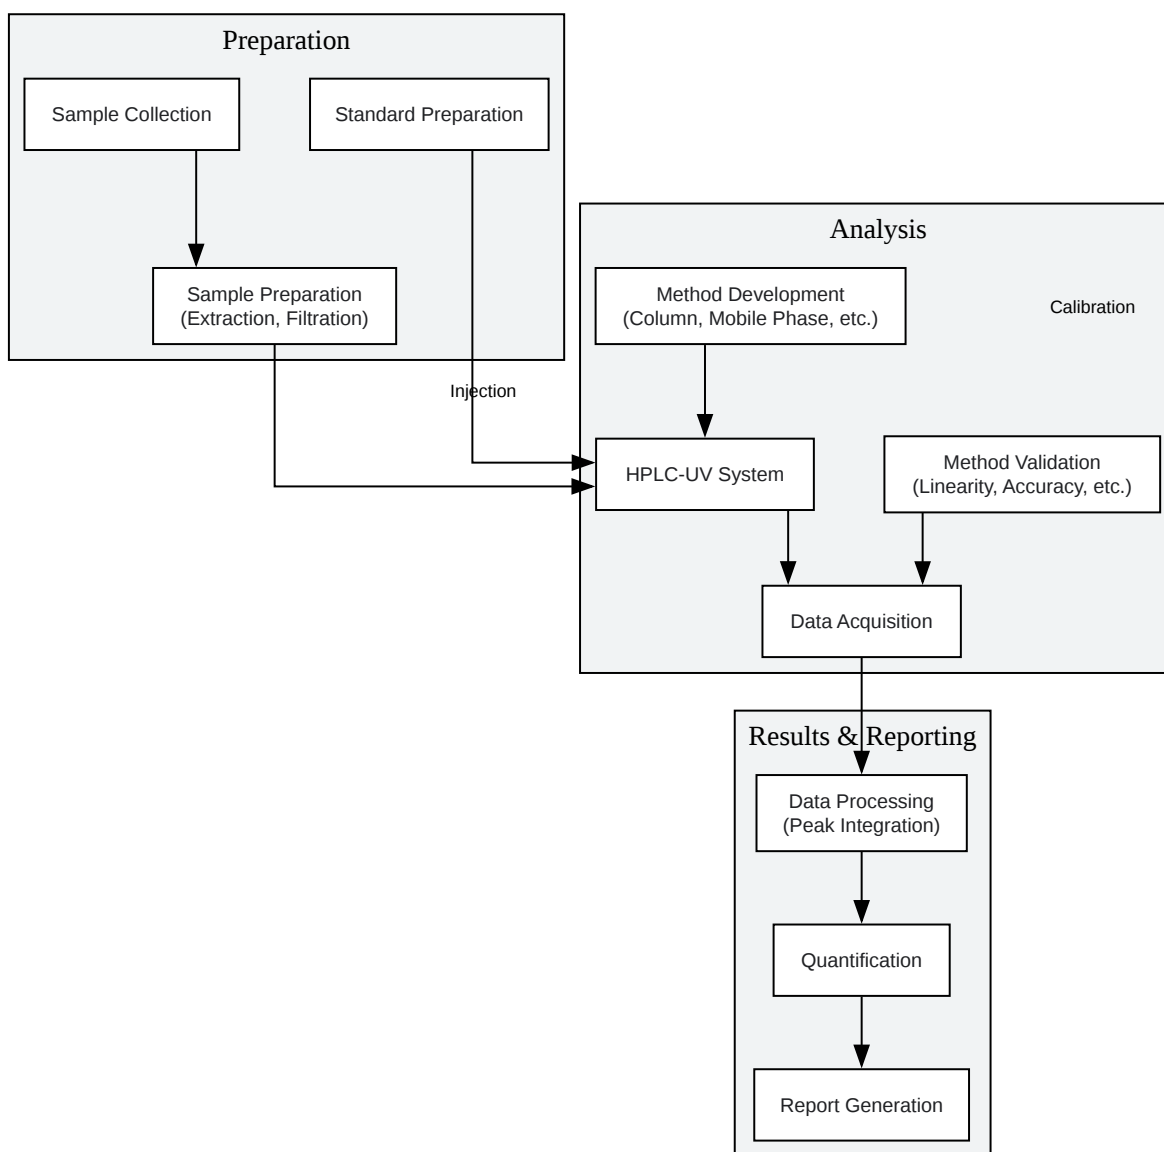 Preparation
Sample Collection
Standard Preparation
Sample Preparation
(Extraction, Filtration)
Injection
Analysis
Method Development
(Column, Mobile Phase, etc.)
Calibration
HPLC-UV System
Method Validation
(Linearity, Accuracy, etc.)
Data Acquisition
Results & Reporting
Data Processing
(Peak Integration)
Quantification
Report Generation